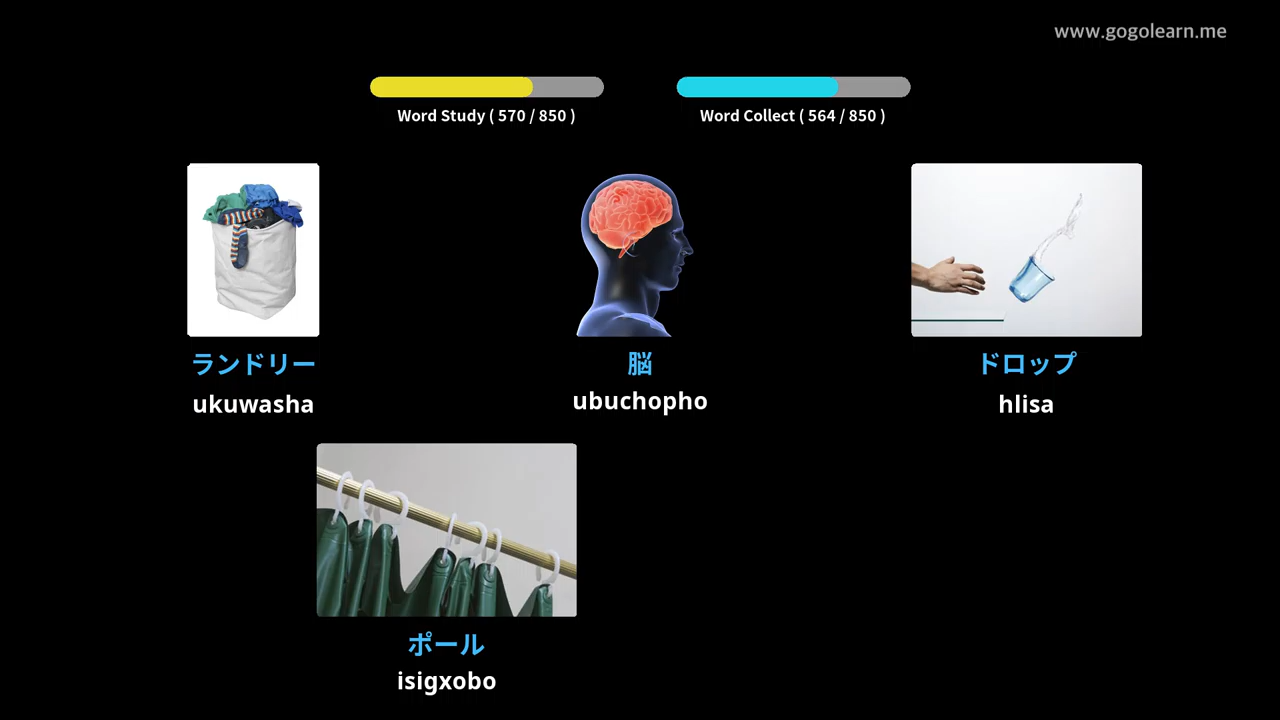 www.gogolearn.me
Word Study ( 570 / 850 )
Word Collect ( 564 / 850 )
ランドリー
ukuwasha
脳
ubuchopho
ドロップ
hlisa
ポール
isigxobo